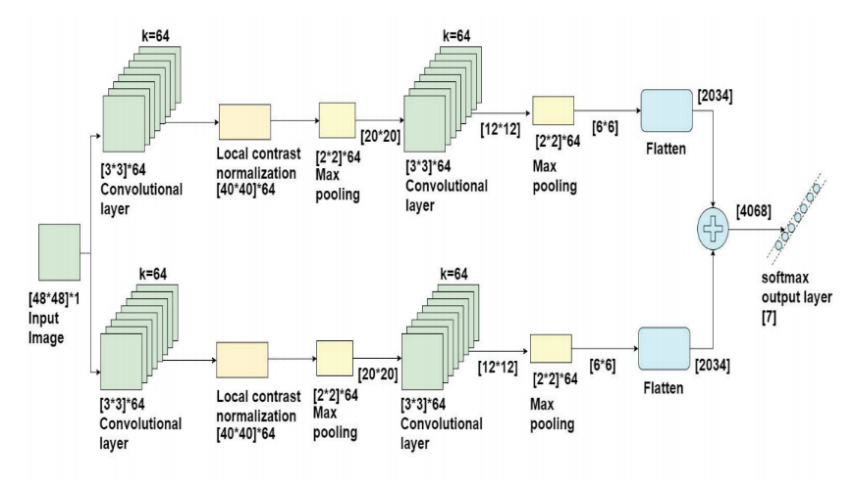 k=64
[3*3]*64
Convolutional
layer
Local contrast
normalization
[40*40]*64
[2*2]*64
Max
pooling
[20*20]
k=64
[3*3]*64
Convolutional
layer
[12*12]
[2*2]*64
Max
pooling
[6*6]
Flatten
[2034]
[48*48]*1
Input
Image
[4068]
softmax
output layer
[7]
k=64
[3*3]*64
Convolutional
layer
Local contrast
normalization
[40*40]*64
[2*2]*64
Max
pooling
[20*20]
k=64
[3*3]*64
Convolutional
layer
[12*12]
[2*2]*64
Max
pooling
[6*6]
Flatten
[2034]